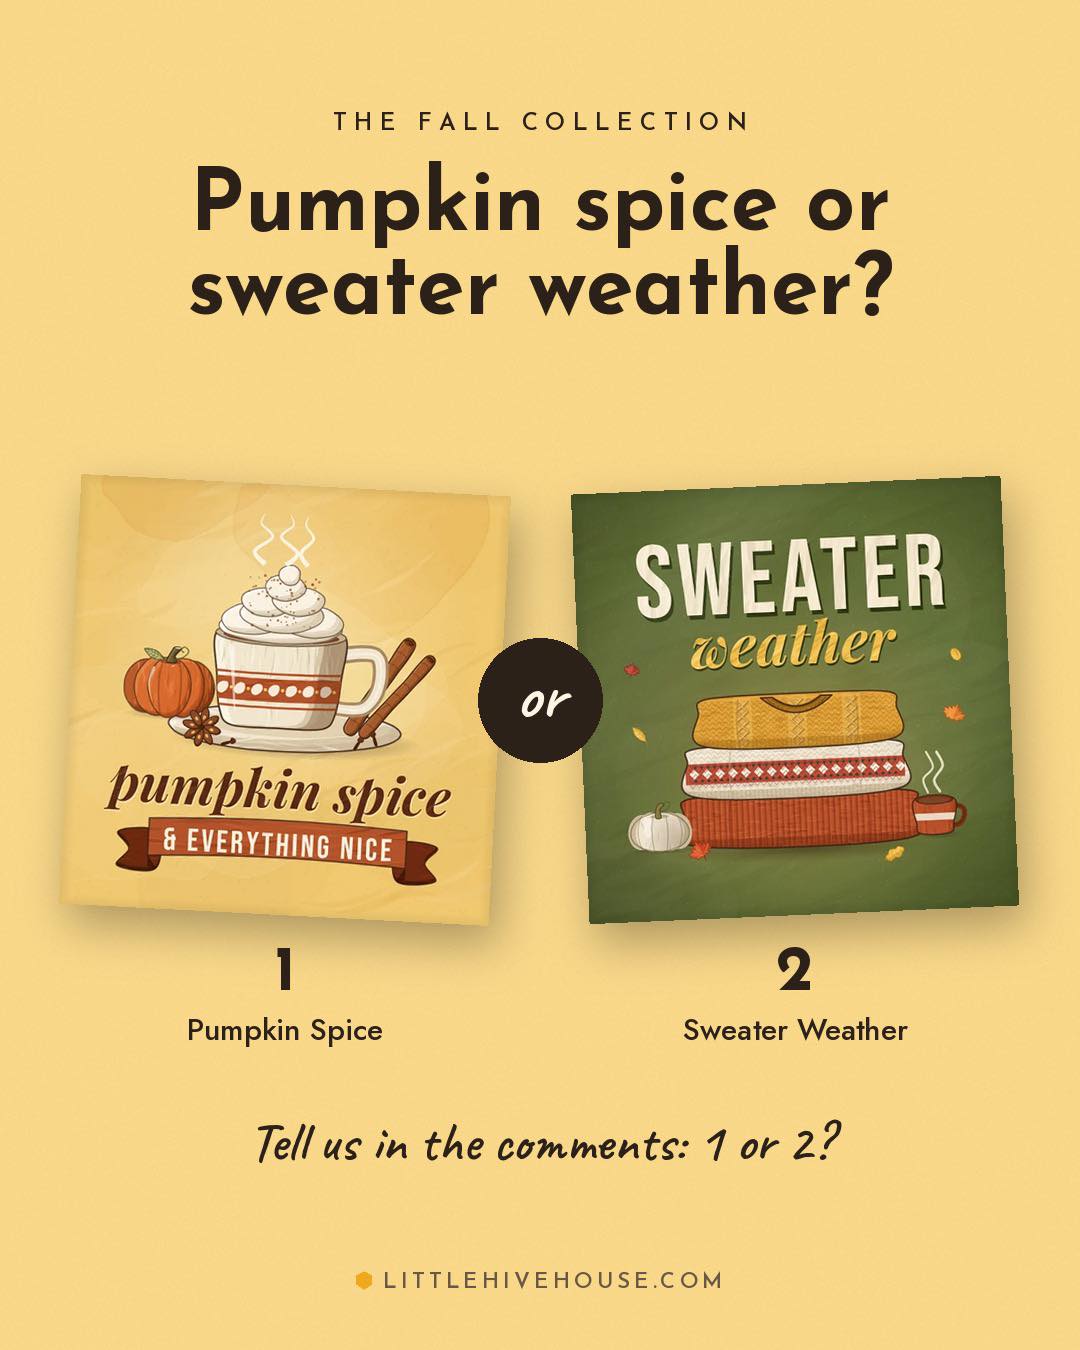 THE FALL COLLECTION
Pumpkin spice or
sweater weather?
pumpkin spice
& EVERYTHING NICE
or
SWEATER
weather
1
Pumpkin Spice
2
Sweater Weather
Tell us in the comments: 1 or 2?
LITTLEHIVEHOUSE.COM